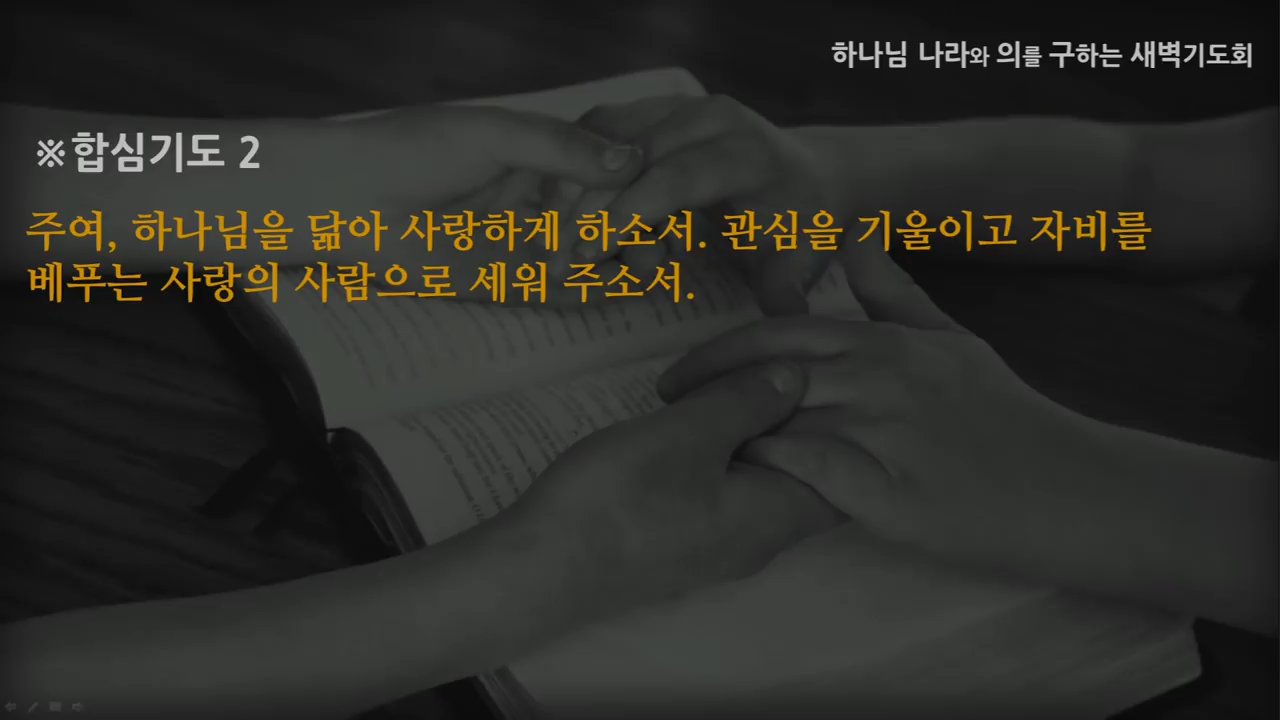 하나님 나라와 의를 구하는 새벽기도회
※합심기도 2
주여, 하나님을 닮아 사랑하게 하소서. 관심을 기울이고 자비를
베푸는 사랑의 사람으로 세워 주소서.